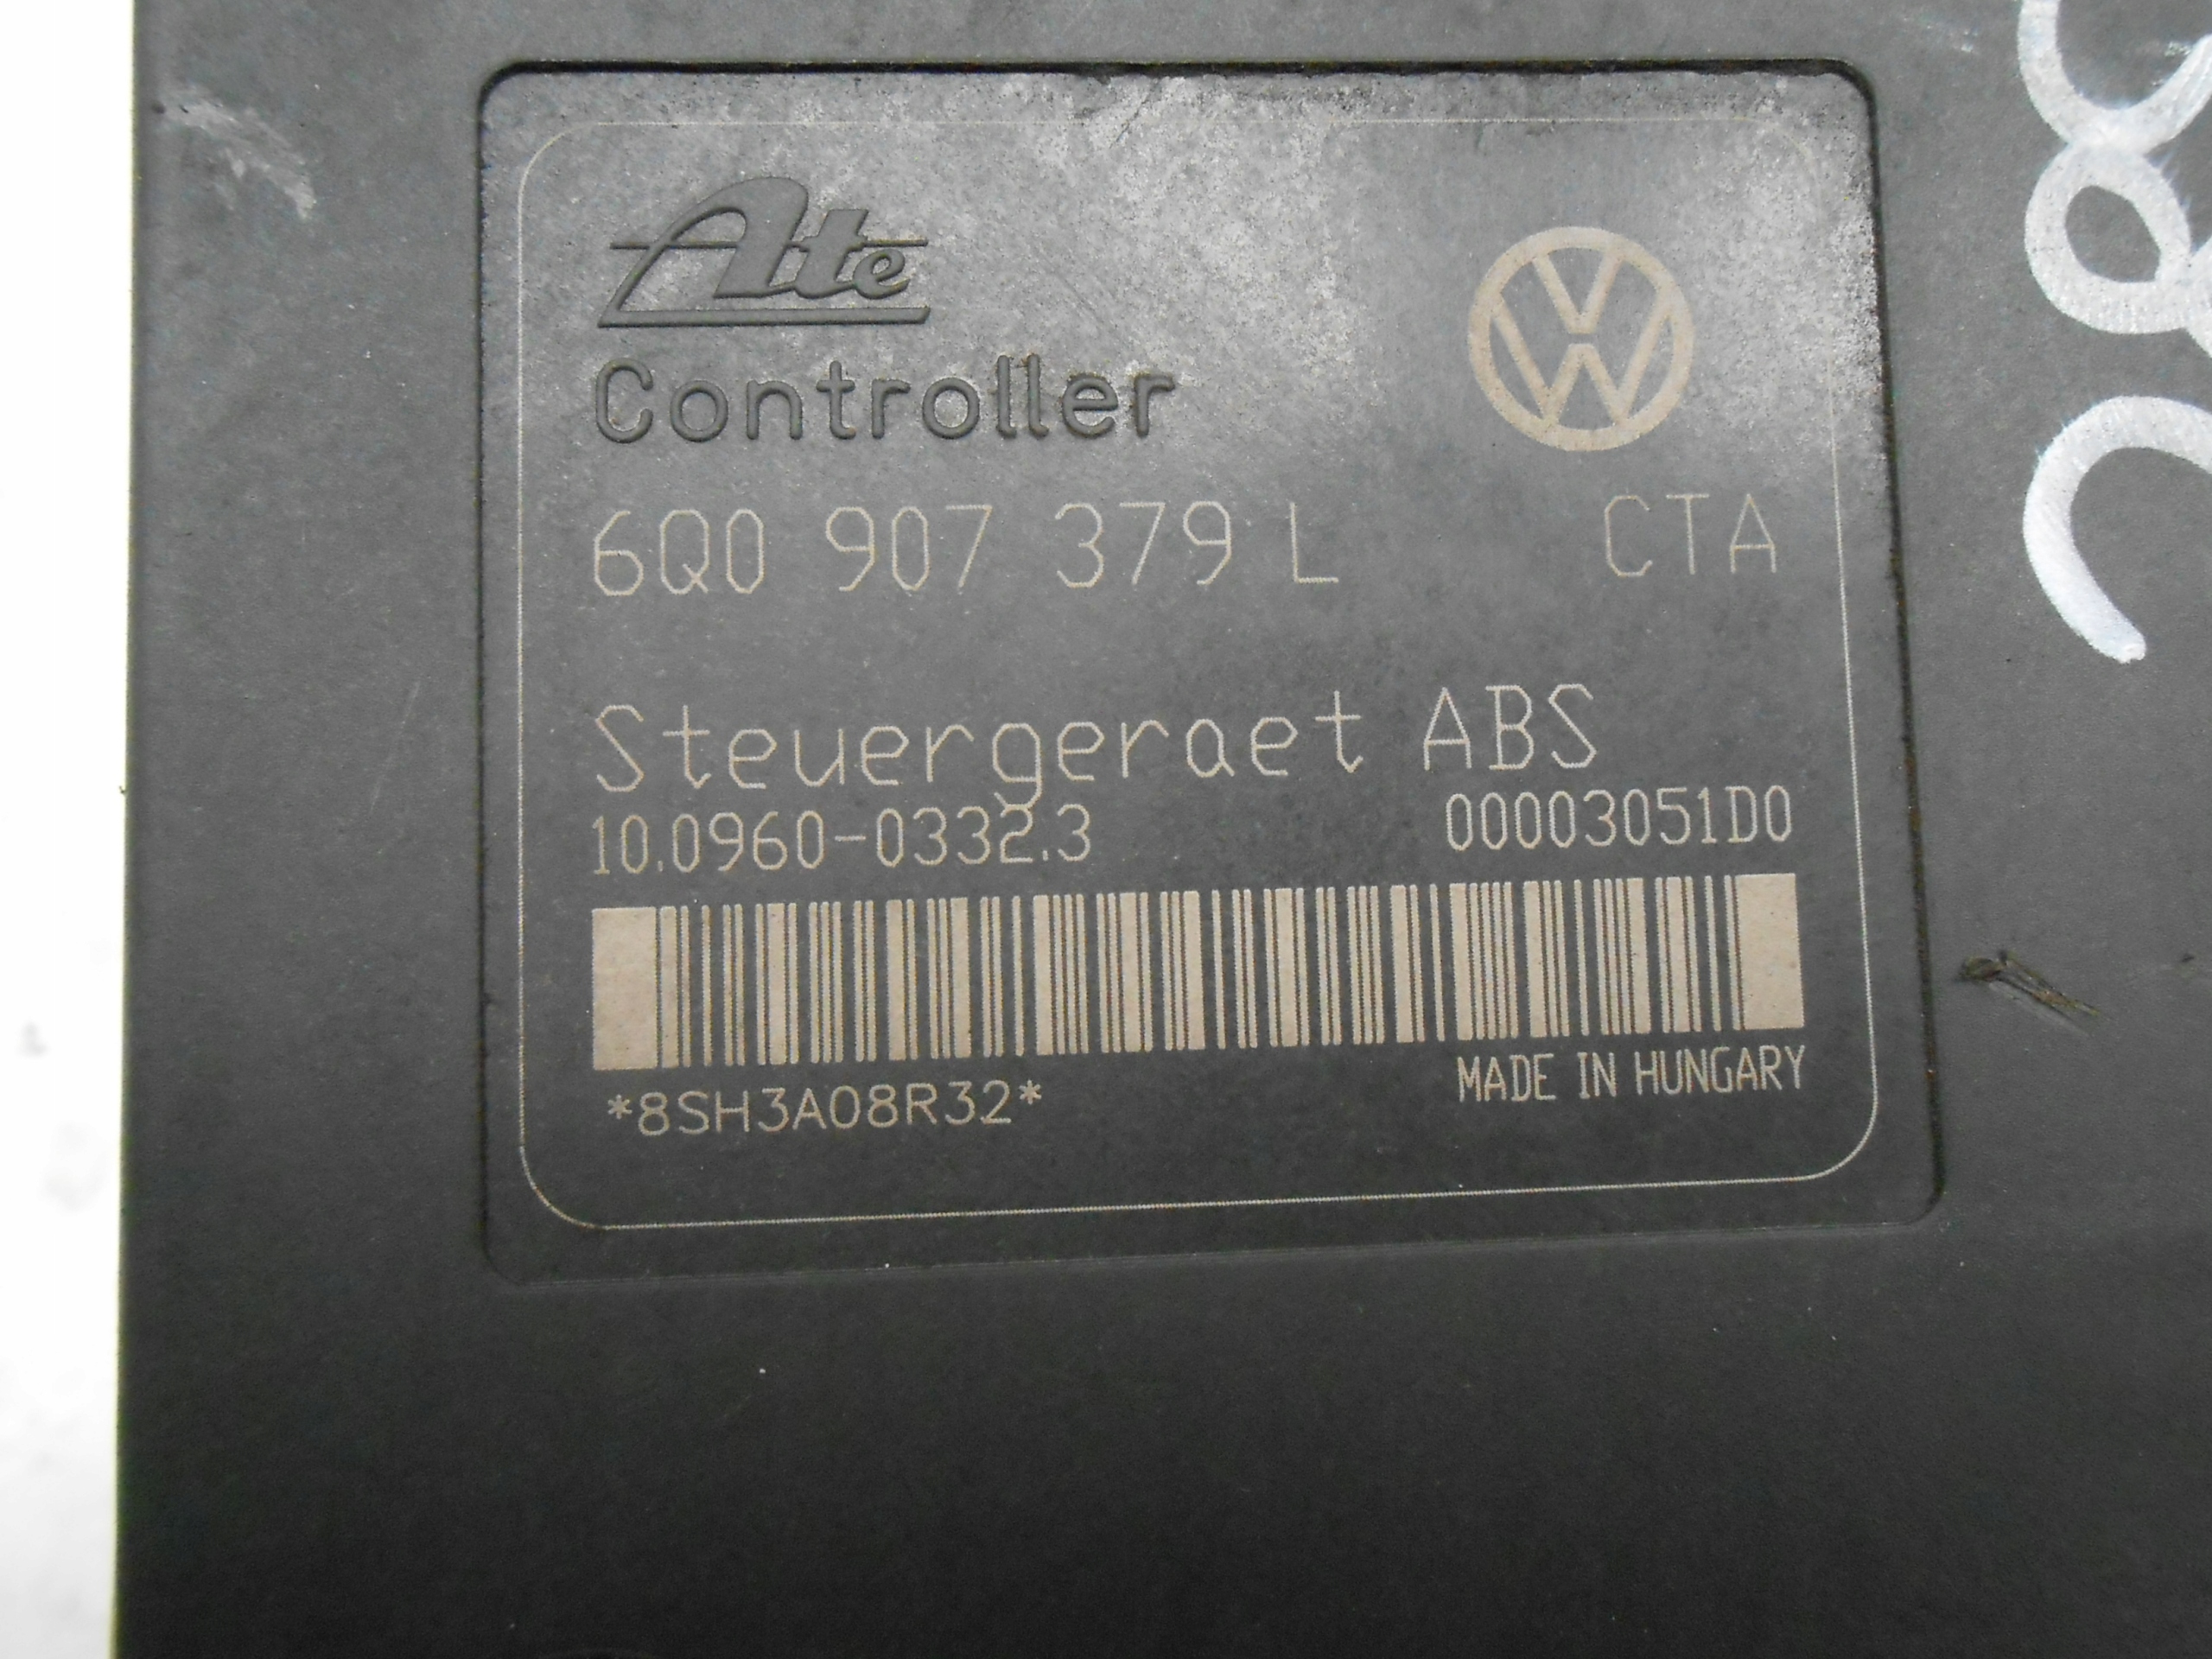 Ate
Controller
6Q0 907 379 L CTA
Steuergeraet ABS
10.0960-0332.3 00003051D0
MADE IN HUNGARY
*8SH3A08R32*